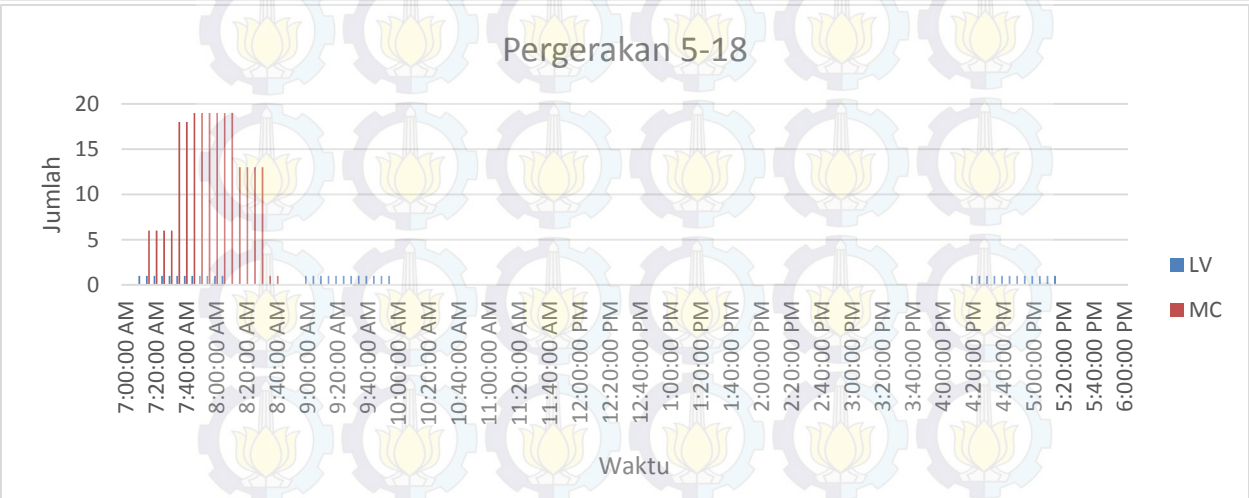 Pergerakan 5-18
Jumlah
20
15
10
5
0
7:00:00 AM
7:20:00 AM
7:40:00 AM
8:00:00 AM
8:20:00 AM
8:40:00 AM
9:00:00 AM
9:20:00 AM
9:40:00 AM
10:00:00 AM
10:20:00 AM
10:40:00 AM
11:00:00 AM
11:20:00 AM
11:40:00 AM
12:00:00 PM
12:20:00 PM
12:40:00 PM
1:00:00 PM
1:20:00 PM
1:40:00 PM
2:00:00 PM
2:20:00 PM
2:40:00 PM
3:00:00 PM
3:20:00 PM
3:40:00 PM
4:00:00 PM
4:20:00 PM
4:40:00 PM
5:00:00 PM
5:20:00 PM
5:40:00 PM
6:00:00 PM
Waktu
LV
MC